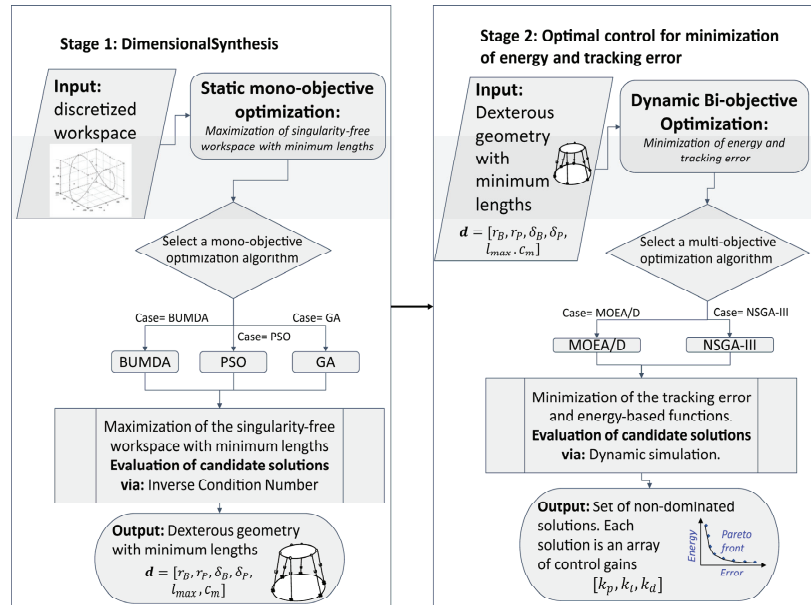 Stage 1: DimensionalSynthesis
Input:
discretized
workspace
Static mono-objective
optimization:
Maximization of singularity-free
workspace with minimum lengths
Select a mono-objective
optimization algorithm
Case= BUMDA
Case= GA
Case= PSO
BUMDA
PSO
GA
Maximization of the singularity-free
workspace with minimum lengths
Evaluation of candidate solutions
via: Inverse Condition Number
Output: Dexterous geometry
with minimum lengths
d = [r_B, r_P, δ_B, δ_P,
l_max, c_m]
Stage 2: Optimal control for minimization
of energy and tracking error
Input:
Dexterous
geometry
with
minimum
lengths
d = [r_B, r_P, δ_B, δ_P,
l_max, c_m]
Dynamic Bi-objective
Optimization:
Minimization of energy and
tracking error
Select a multi-objective
optimization algorithm
Case= MOEA/D
Case= NSGA-III
MOEA/D
NSGA-III
Minimization of the tracking error
and energy-based functions.
Evaluation of candidate solutions
via: Dynamic simulation.
Output: Set of non-dominated
solutions. Each
solution is an array
of control gains
[k_p, k_i, k_d]
Energy
Pareto
front
Error